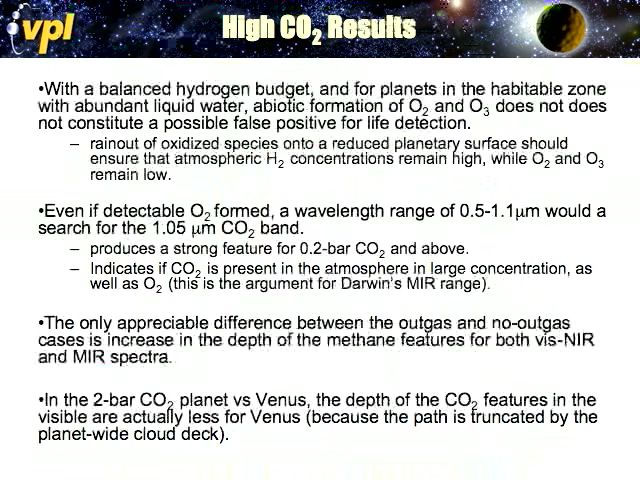 vpl
High CO₂ Results
•With a balanced hydrogen budget, and for planets in the habitable zone
with abundant liquid water, abiotic formation of O₂ and O₃ does not does
not constitute a possible false positive for life detection.
– rainout of oxidized species onto a reduced planetary surface should
ensure that atmospheric H₂ concentrations remain high, while O₂ and O₃
remain low.
•Even if detectable O₂ formed, a wavelength range of 0.5-1.1μm would a
search for the 1.05 μm CO₂ band.
– produces a strong feature for 0.2-bar CO₂ and above.
– Indicates if CO₂ is present in the atmosphere in large concentration, as
well as O₂ (this is the argument for Darwin's MIR range).
•The only appreciable difference between the outgas and no-outgas
cases is increase in the depth of the methane features for both vis-NIR
and MIR spectra.
•In the 2-bar CO₂ planet vs Venus, the depth of the CO₂ features in the
visible are actually less for Venus (because the path is truncated by the
planet-wide cloud deck).